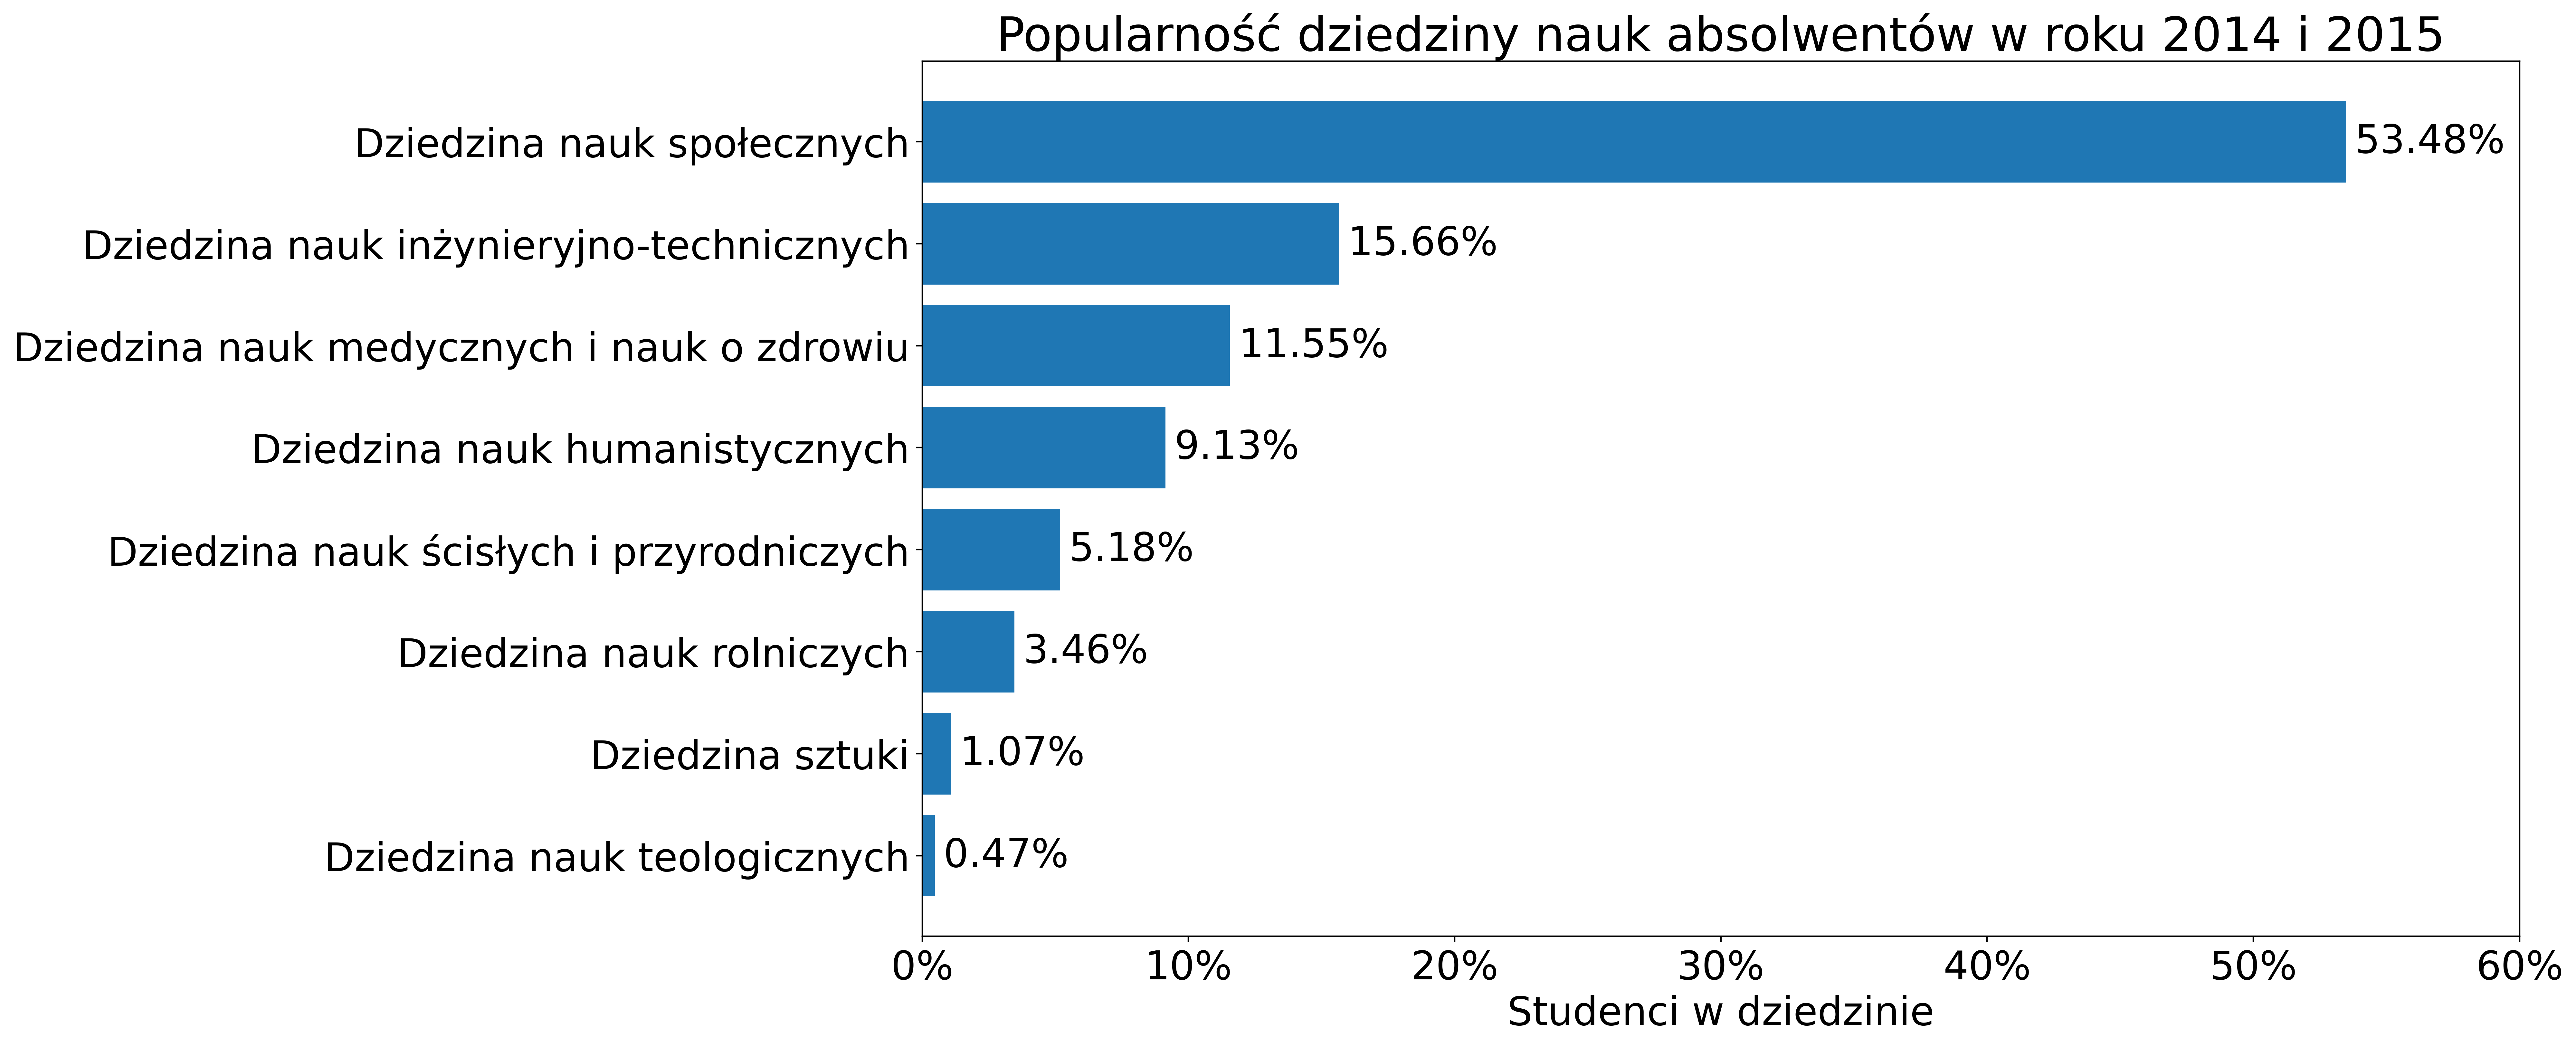 Popularność dziedziny nauk absolwentów w roku 2014 i 2015
Dziedzina nauk społecznych 53.48%
Dziedzina nauk inżynieryjno-technicznych 15.66%
Dziedzina nauk medycznych i nauk o zdrowiu 11.55%
Dziedzina nauk humanistycznych 9.13%
Dziedzina nauk ścisłych i przyrodniczych 5.18%
Dziedzina nauk rolniczych 3.46%
Dziedzina sztuki 1.07%
Dziedzina nauk teologicznych 0.47%
0% 10% 20% 30% 40% 50% 60%
Studenci w dziedzinie